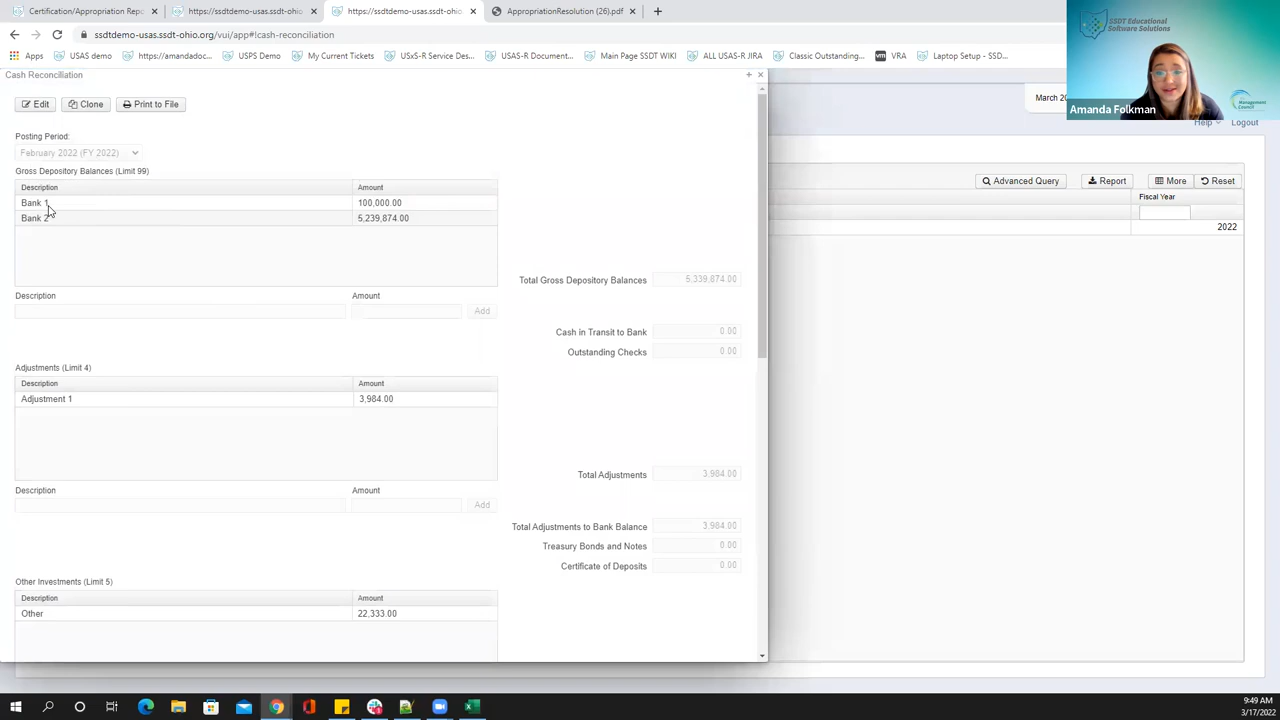 Certification/Appropriation Repo
https://ssdtdemo-usas.ssdt-ohio
https://ssdtdemo-usas.ssdt-ohio
AppropriationResolution (26).pdf
ssdtdemo-usas.ssdt-ohio.org/vui/app#!cash-reconciliation
Apps
USAS demo
https://amandadoc...
USPS Demo
My Current Tickets
USxS-R Service Des...
USAS-R Document...
Main Page SSDT WIKI
ALL USAS-R JIRA
Classic Outstanding...
VRA
Laptop Setup - SSD...
SSDT Educational
Software Solutions
Management
Council
Amanda Folkman
Cash Reconciliation
March 20
Help
Logout
Edit
Clone
Print to File
Posting Period:
February 2022 (FY 2022)
Gross Depository Balances (Limit 99)
Description Amount
Bank 1 100,000.00
Bank 2 5,239,874.00
Total Gross Depository Balances 5,339,874.00
Description Amount
Add
Cash in Transit to Bank 0.00
Outstanding Checks 0.00
Adjustments (Limit 4)
Description Amount
Adjustment 1 3,984.00
Total Adjustments 3,984.00
Description Amount
Add
Total Adjustments to Bank Balance 3,984.00
Treasury Bonds and Notes 0.00
Certificate of Deposits 0.00
Other Investments (Limit 5)
Description Amount
Other 22,333.00
Advanced Query
Report
More
Reset
Fiscal Year
2022
9:49 AM
3/17/2022